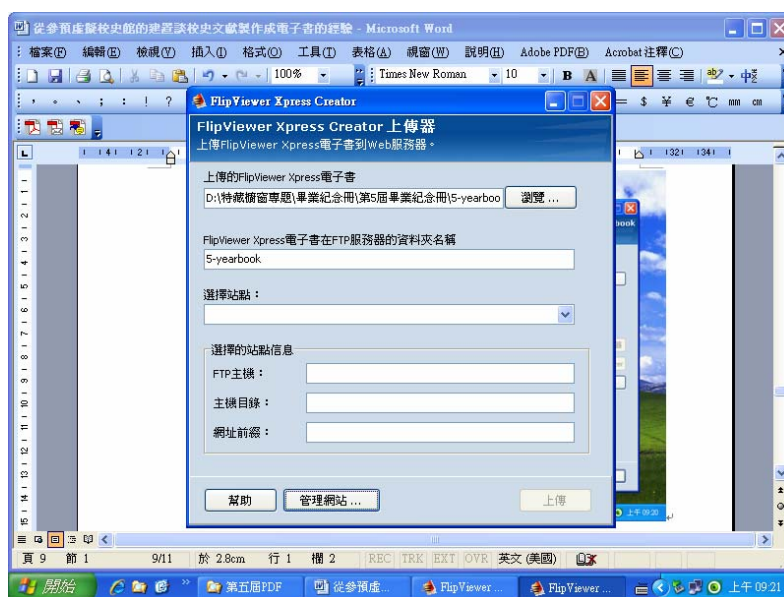 從參預虛擬校史館的建置談校史文獻製作成電子書的經驗 - Microsoft Word
檔案(F) 編輯(E) 檢視(V) 插入(I) 格式(O) 工具(T) 表格(A) 視窗(W) 說明(H) Adobe PDF(B) Acrobat 注釋(C)
100% Times New Roman 10 B A
FlipViewer Xpress Creator
FlipViewer Xpress Creator 上傳器
上傳FlipViewer Xpress電子書到Web服務器。
上傳的FlipViewer Xpress電子書
D:\特藏櫥窗專題\畢業紀念冊\第5屆畢業紀念冊\5-yearboo 瀏覽 ...
FlipViewer Xpress電子書在FTP服務器的資料夾名稱
5-yearbook
選擇站點：
選擇的站點信息
FTP主機：
主機目錄：
網址前綴：
幫助 管理網站 ... 上傳
book
上午 09:20
頁 9 節 1 9/11 於 2.8cm 行 1 欄 2 REC TRK EXT OVR 英文 (美國)
開始 第五屆PDF 從參預虛... FlipViewer ... FlipViewer ... 上午 09:21